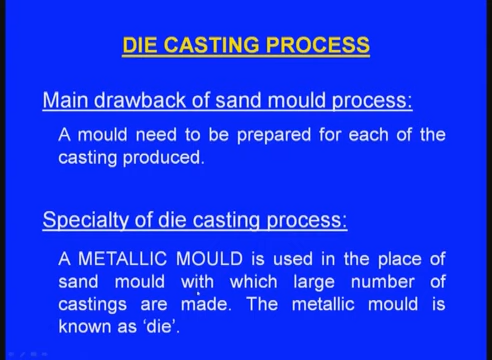 DIE CASTING PROCESS
Main drawback of sand mould process:
A mould need to be prepared for each of the
casting produced.
Specialty of die casting process:
A METALLIC MOULD is used in the place of
sand mould with which large number of
castings are made. The metallic mould is
known as 'die'.